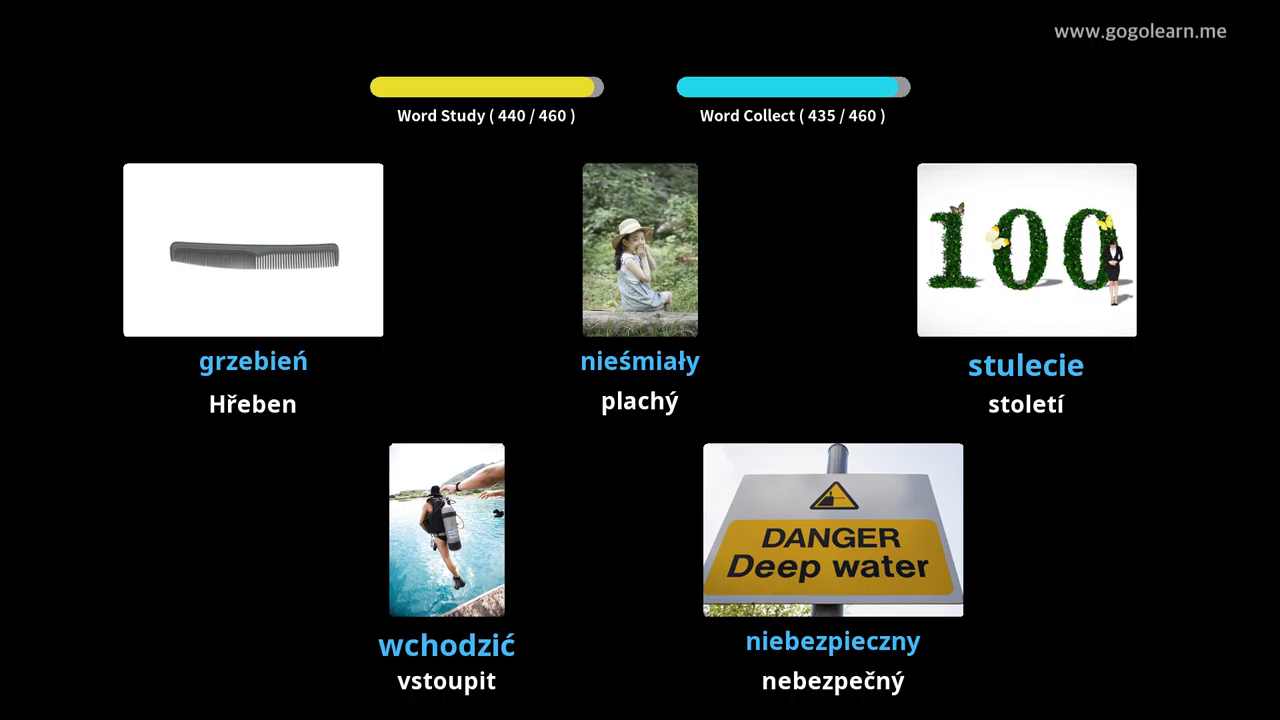 www.gogolearn.me
Word Study ( 440 / 460 )
Word Collect ( 435 / 460 )
100
grzebień
nieśmiały
stulecie
Hřeben
plachý
století
DANGER
Deep water
wchodzić
niebezpieczny
vstoupit
nebezpečný